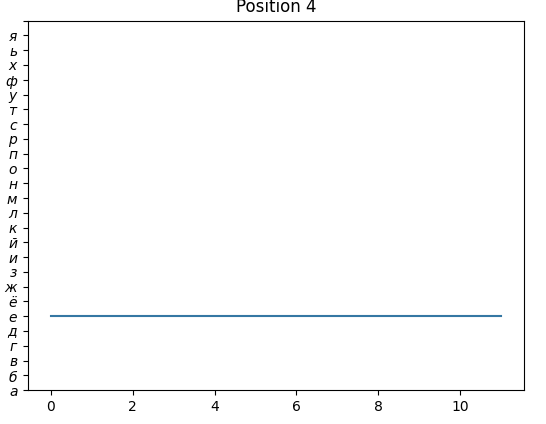 Position 4
я
ь
х
ф
у
т
с
р
п
о
н
м
л
к
й
и
з
ж
ё
е
д
г
в
б
а
0 2 4 6 8 10